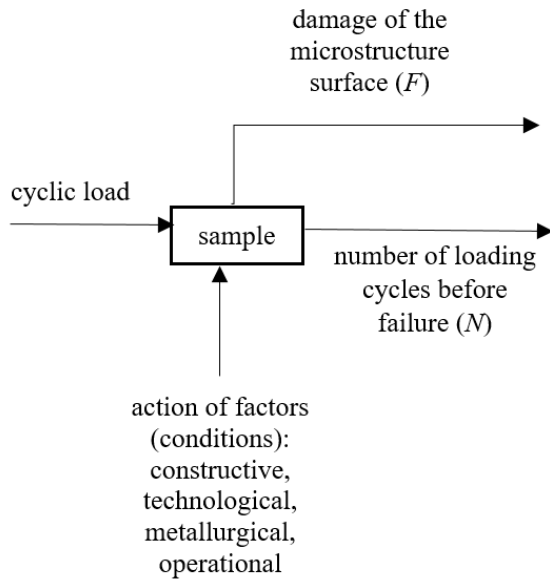 damage of the
microstructure
surface (F)
cyclic load
sample
number of loading
cycles before
failure (N)
action of factors
(conditions):
constructive,
technological,
metallurgical,
operational